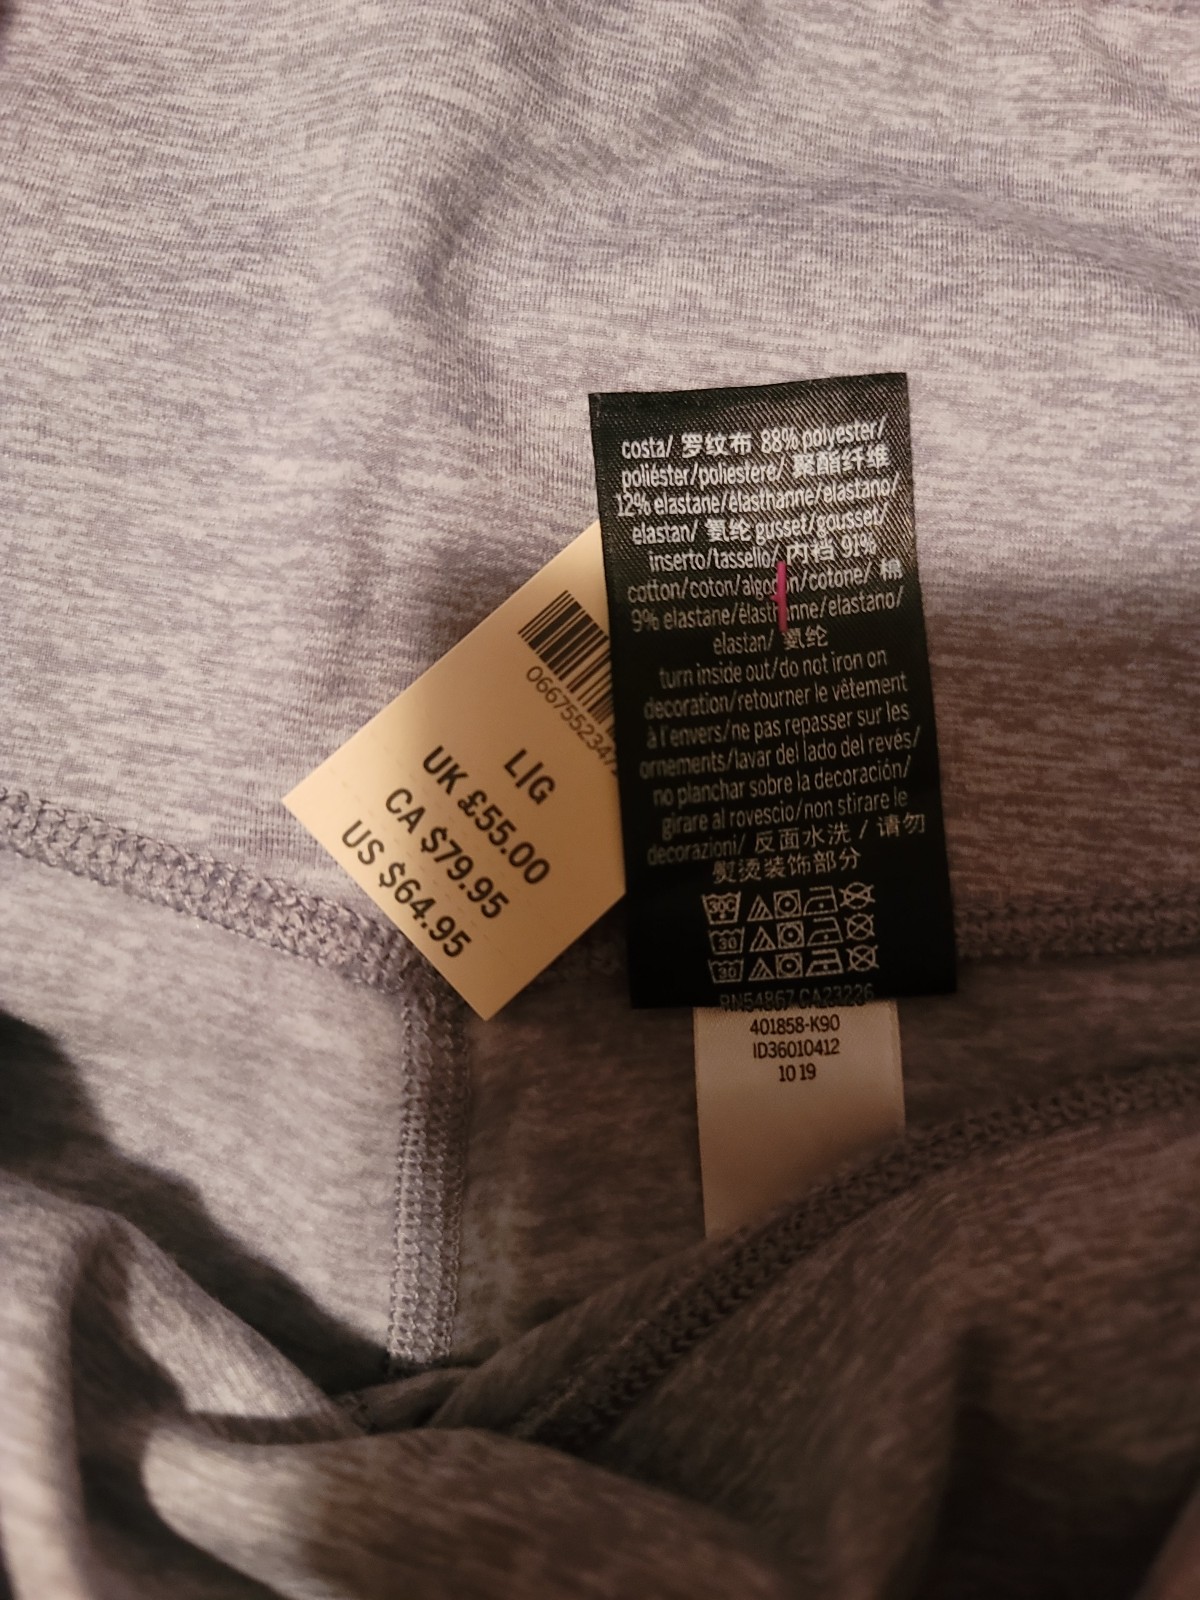 costa/ 罗纹布 88% polyester/
poliéster/poliestere/ 聚酯纤维
12% elastane/élasthanne/elastano/
elastan/ 氨纶 gusset/gousset/
inserto/tassello/ 内裆 91%
cotton/coton/algodon/cotone/ 棉
9% elastane/élasthanne/elastano/
elastan/ 氨纶
turn inside out/do not iron on
decoration/retourner le vêtement
à l'envers/ne pas repasser sur les
ornements/lavar del lado del revés/
no planchar sobre la decoración/
girare al rovescio/non stirare le
decorazioni/ 反面水洗 / 请勿
熨烫装饰部分
30C
30
30
RN54867 CA23226
401858-K90
ID36010412
10 19
06675523472
L|G
UK £55.00
CA $79.95
US $64.95